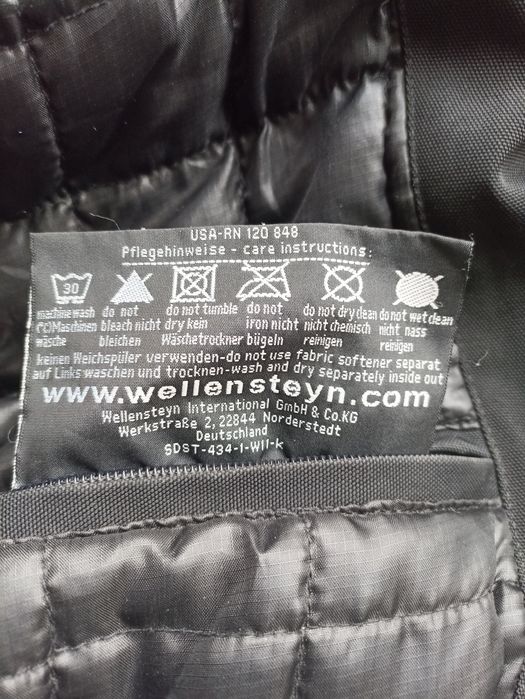 USA-RN 120 848
Pflegehinweise - care instructions:
30
machine wash do not do not tumble do not do not dry clean do not wet clean
(°C)Maschinen bleach nicht dry kein iron nicht nicht chemisch nicht nass
wäsche bleichen Wäschetrockner bügeln reinigen reinigen
keinen Weichspüler verwenden-do not use fabric softener separat
auf Links waschen und trocknen-wash and dry separately inside out
www.wellensteyn.com
Wellensteyn International GmbH & Co.KG
Werkstraße 2, 22844 Norderstedt
Deutschland
SDST-434-1-W11-k